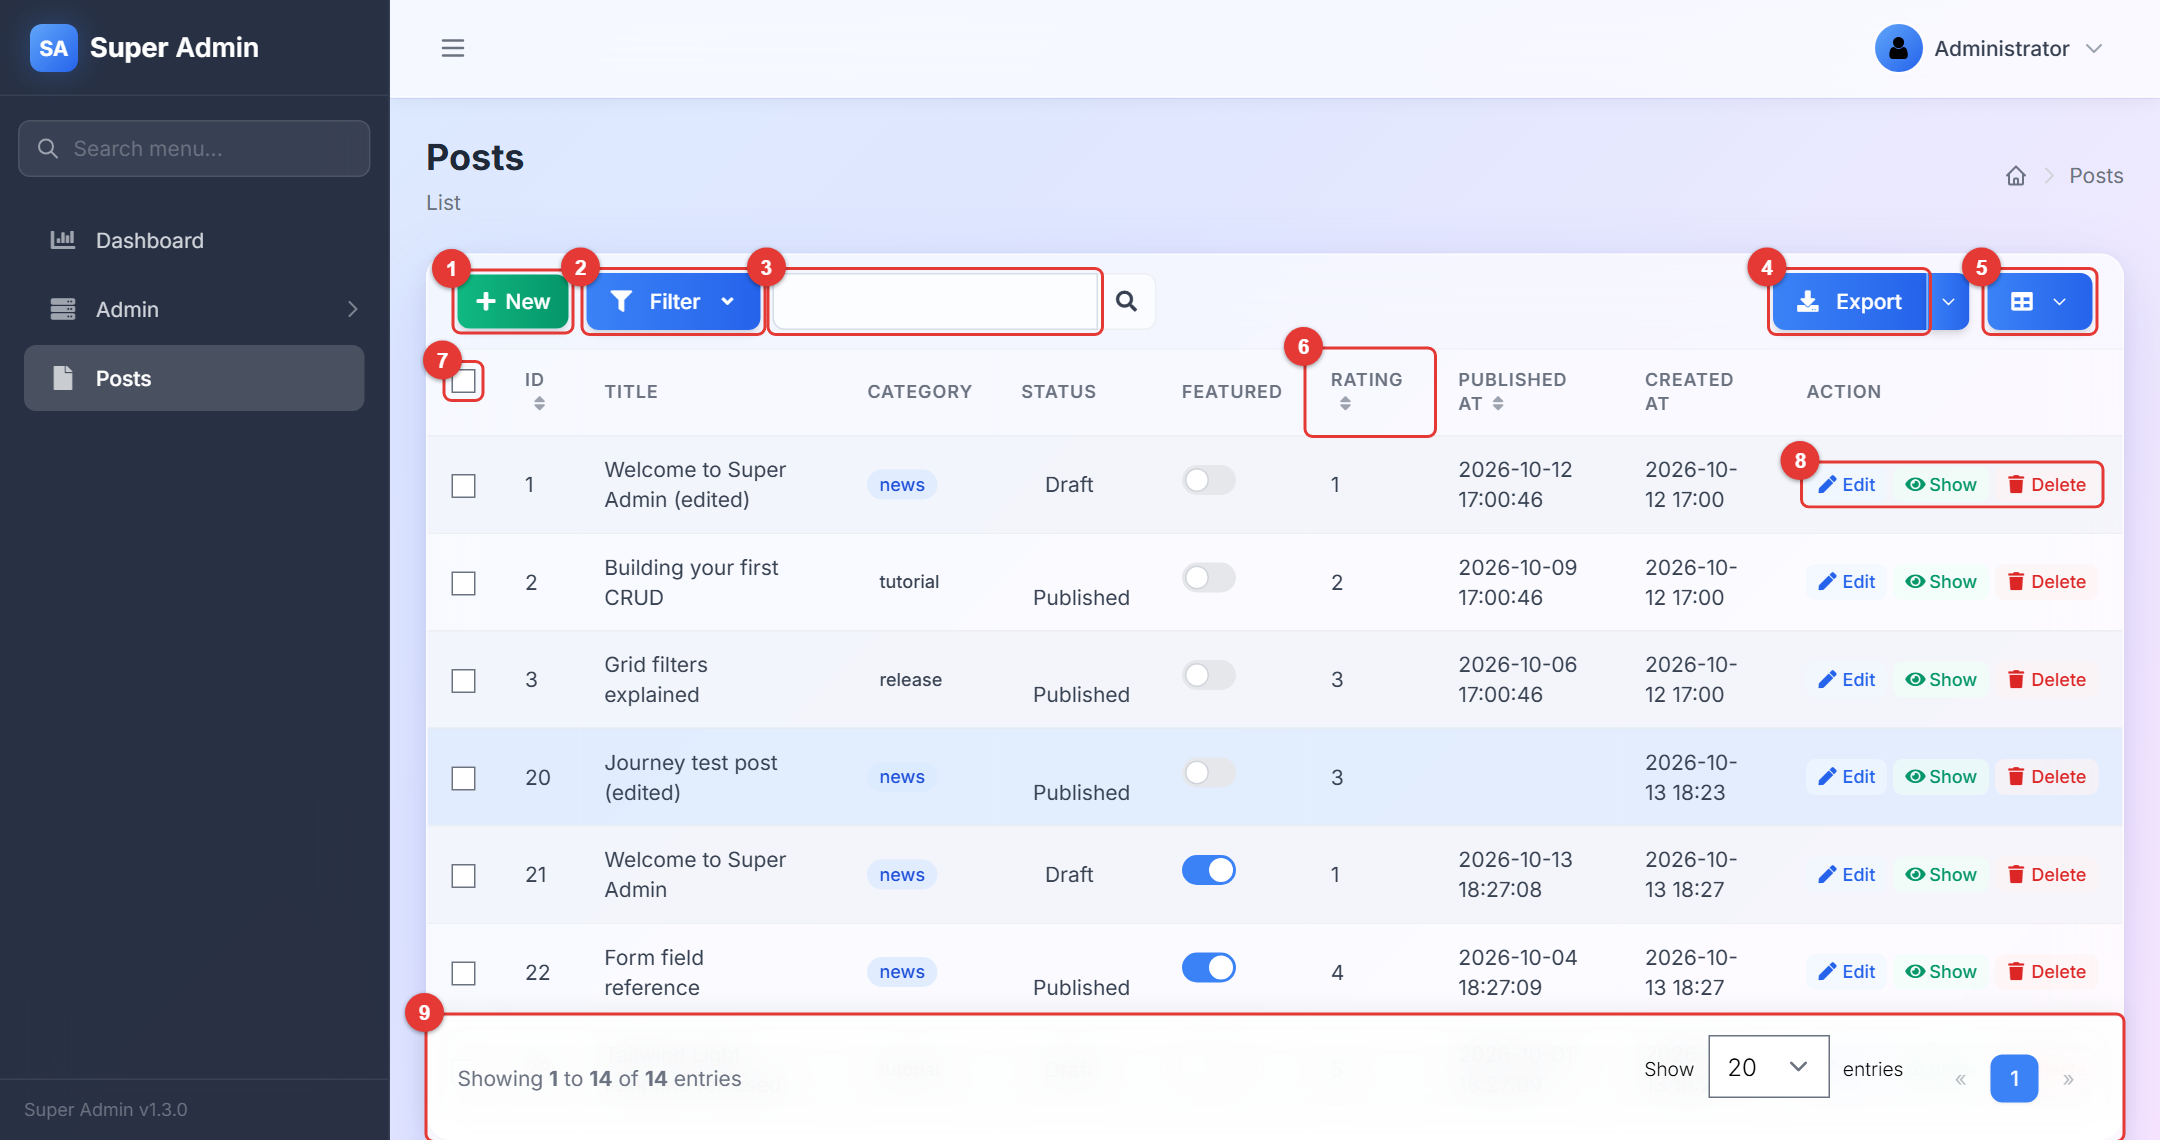 SA Super Admin
Administrator
Search menu...
Dashboard
Admin
Posts
Super Admin v1.3.0
Posts
List
Posts
1 New
2 Filter
3
4 Export
5
7 ID TITLE CATEGORY STATUS FEATURED 6 RATING PUBLISHED AT CREATED AT ACTION
1 Welcome to Super Admin (edited) news Draft 1 2026-10-12 17:00:46 2026-10-12 17:00 8 Edit Show Delete
2 Building your first CRUD tutorial Published 2 2026-10-09 17:00:46 2026-10-12 17:00 Edit Show Delete
3 Grid filters explained release Published 3 2026-10-06 17:00:46 2026-10-12 17:00 Edit Show Delete
20 Journey test post (edited) news Published 3 2026-10-13 18:23 Edit Show Delete
21 Welcome to Super Admin news Draft 1 2026-10-13 18:27:08 2026-10-13 18:27 Edit Show Delete
22 Form field reference news Published 4 2026-10-04 18:27:09 2026-10-13 18:27 Edit Show Delete
9
Showing 1 to 14 of 14 entries Show 20 entries « 1 »